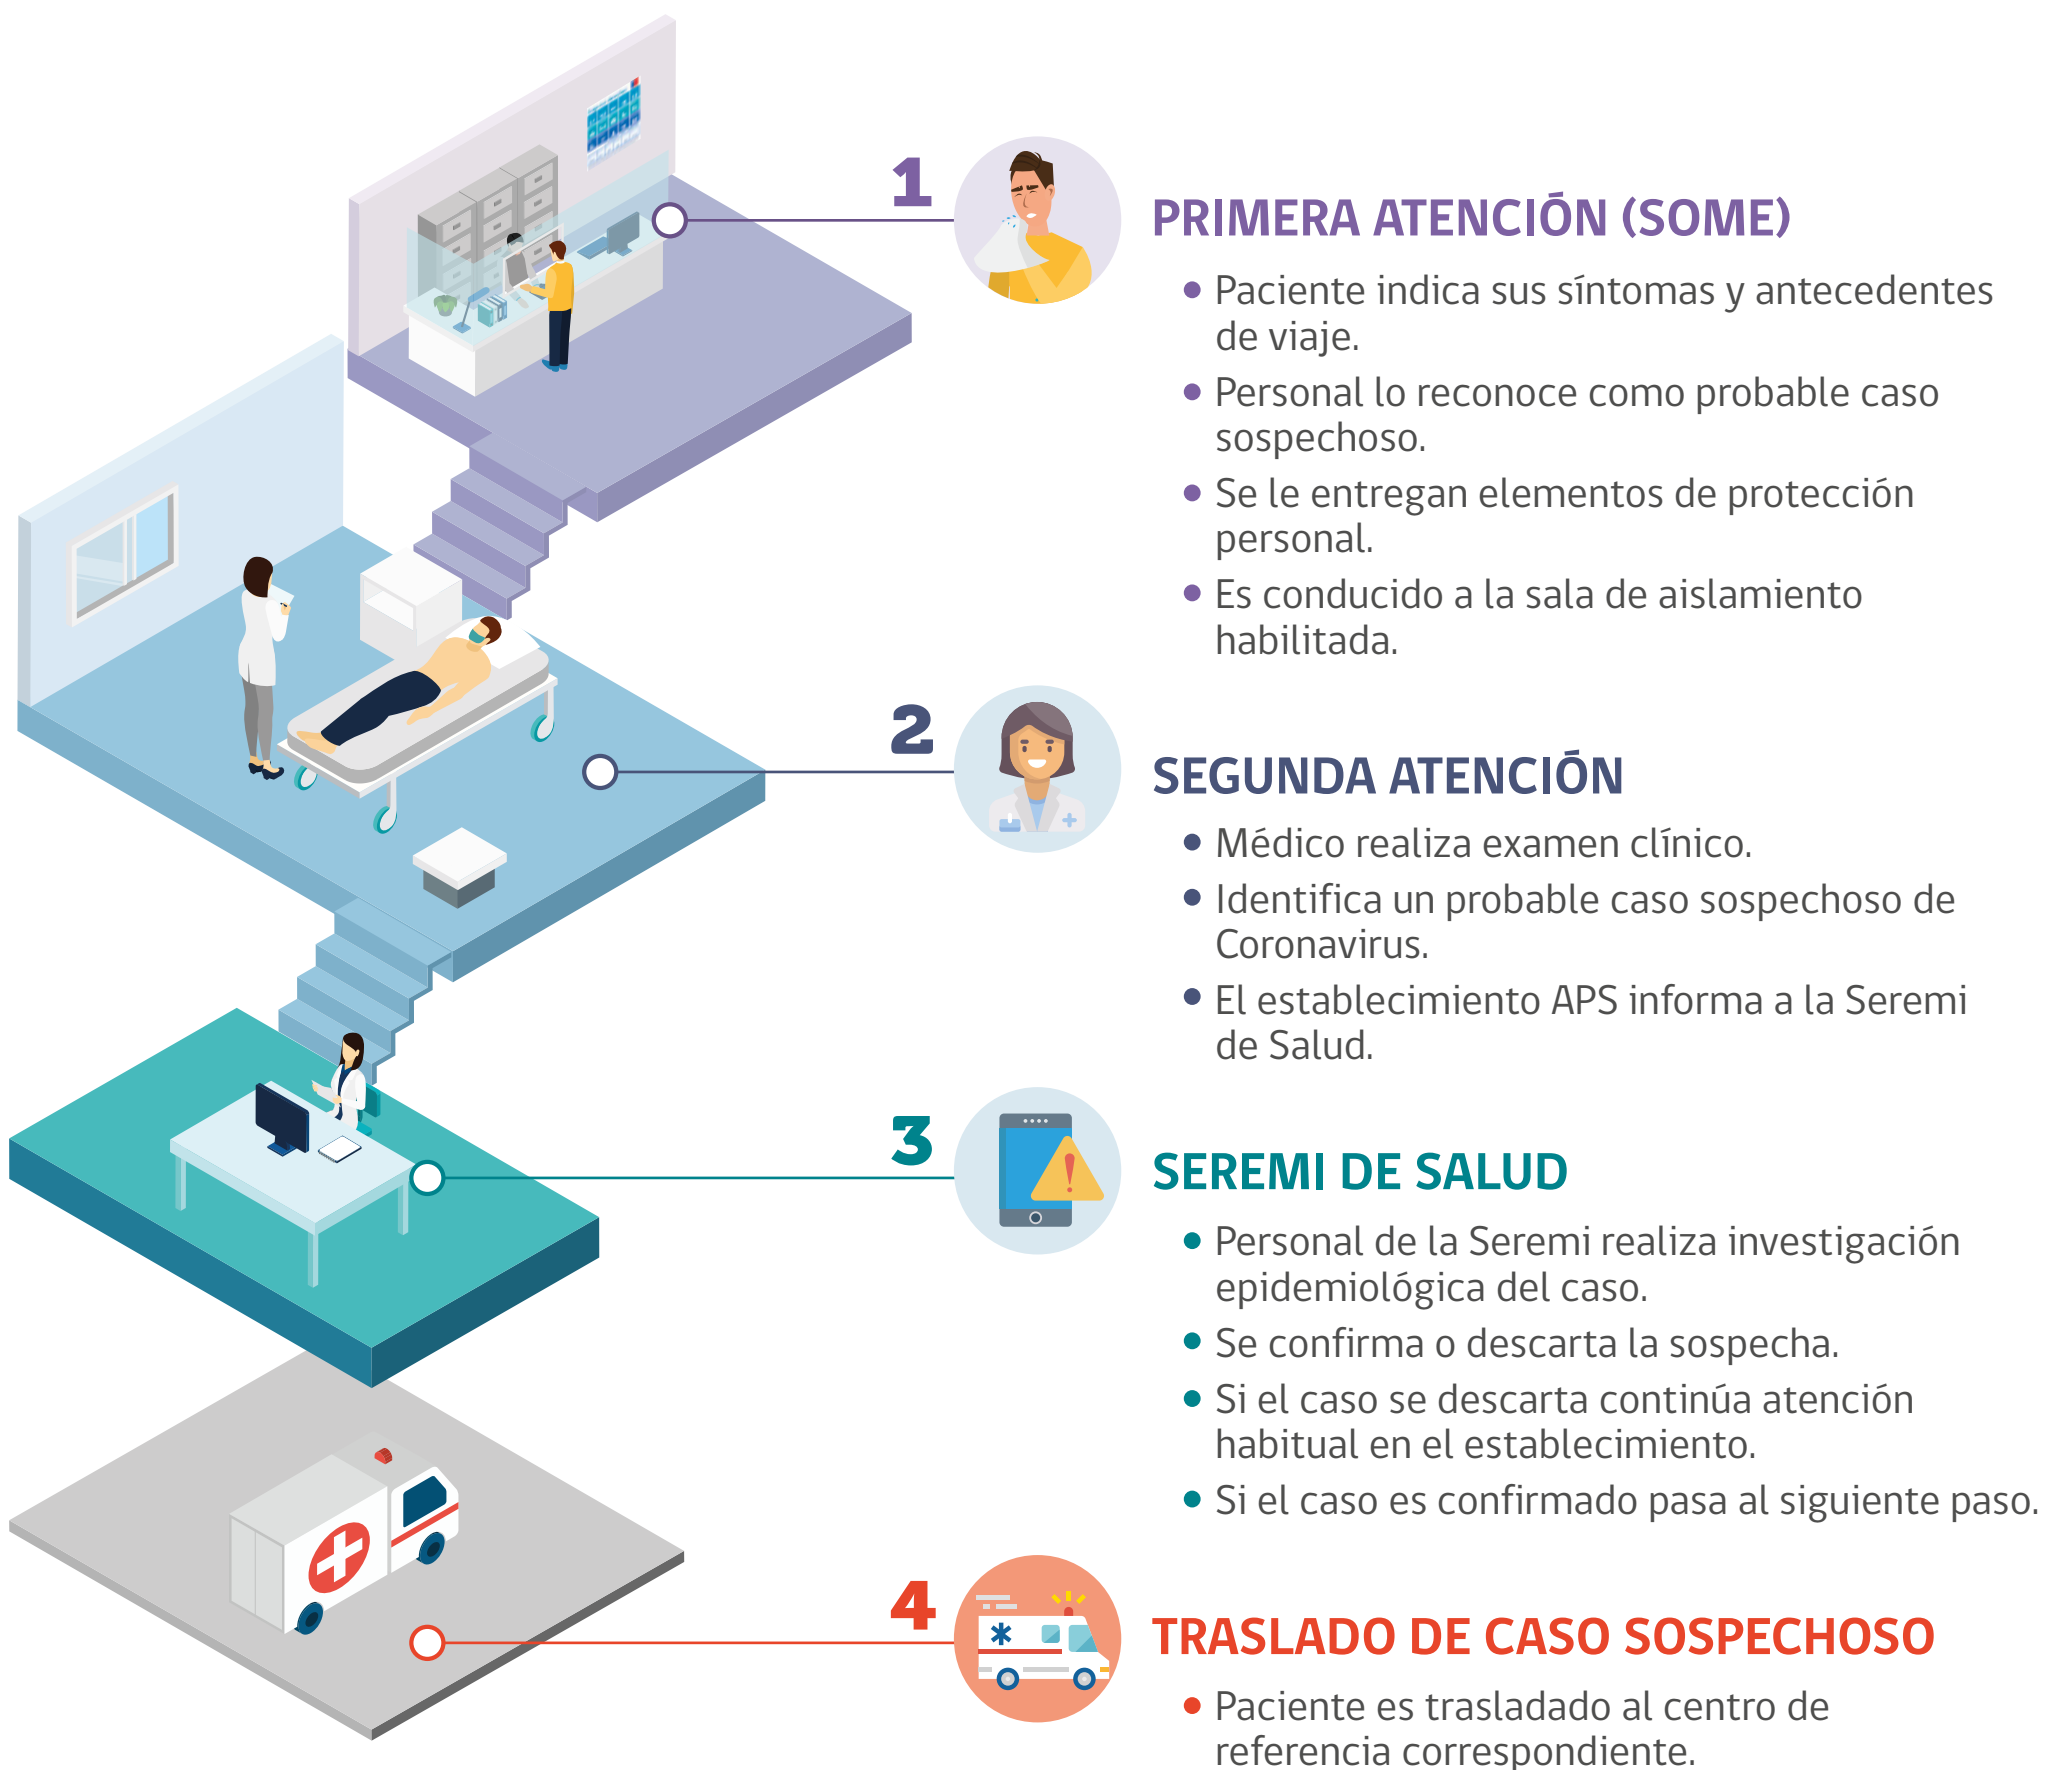 1
PRIMERA ATENCIÓN (SOME)
• Paciente indica sus síntomas y antecedentes
de viaje.
• Personal lo reconoce como probable caso
sospechoso.
• Se le entregan elementos de protección
personal.
• Es conducido a la sala de aislamiento
habilitada.
2
SEGUNDA ATENCIÓN
• Médico realiza examen clínico.
• Identifica un probable caso sospechoso de
Coronavirus.
• El establecimiento APS informa a la Seremi
de Salud.
3
SEREMI DE SALUD
• Personal de la Seremi realiza investigación
epidemiológica del caso.
• Se confirma o descarta la sospecha.
• Si el caso se descarta continúa atención
habitual en el establecimiento.
• Si el caso es confirmado pasa al siguiente paso.
4
TRASLADO DE CASO SOSPECHOSO
• Paciente es trasladado al centro de
referencia correspondiente.